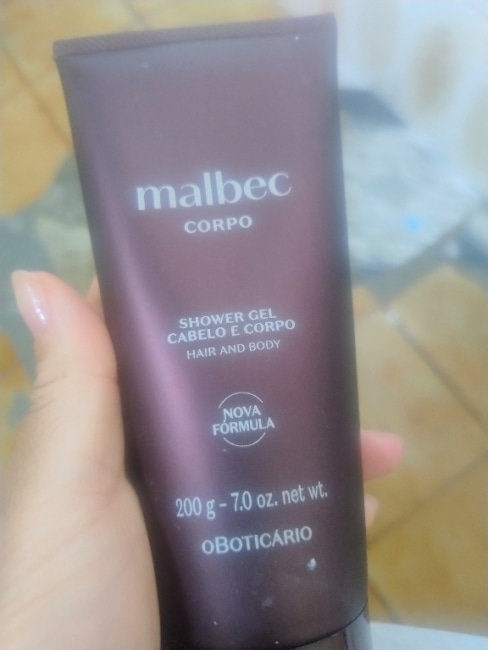 malbec
CORPO
SHOWER GEL
CABELO E CORPO
HAIR AND BODY
NOVA
FÓRMULA
200 g - 7.0 oz. net wt.
oBOTICÁRIO